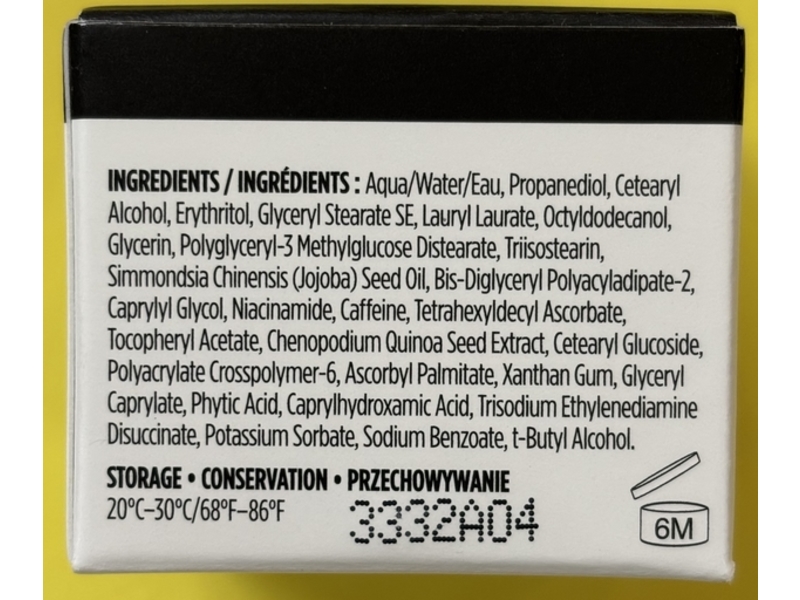 INGREDIENTS / INGRÉDIENTS : Aqua/Water/Eau, Propanediol, Cetearyl
Alcohol, Erythritol, Glyceryl Stearate SE, Lauryl Laurate, Octyldodecanol,
Glycerin, Polyglyceryl-3 Methylglucose Distearate, Triisostearin,
Simmondsia Chinensis (Jojoba) Seed Oil, Bis-Diglyceryl Polyacyladipate-2,
Caprylyl Glycol, Niacinamide, Caffeine, Tetrahexyldecyl Ascorbate,
Tocopheryl Acetate, Chenopodium Quinoa Seed Extract, Cetearyl Glucoside,
Polyacrylate Crosspolymer-6, Ascorbyl Palmitate, Xanthan Gum, Glyceryl
Caprylate, Phytic Acid, Caprylhydroxamic Acid, Trisodium Ethylenediamine
Disuccinate, Potassium Sorbate, Sodium Benzoate, t-Butyl Alcohol.
STORAGE • CONSERVATION • PRZECHOWYWANIE
20°C–30°C/68°F–86°F
3332A04
6M